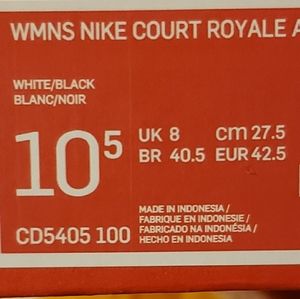 WMNS NIKE COURT ROYALE A
WHITE/BLACK
BLANC/NOIR
10⁵
UK 8 cm 27.5
BR 40.5 EUR 42.5
MADE IN INDONESIA /
FABRIQUE EN INDONESIE /
FABRICADO NA INDONÉSIA /
HECHO EN INDONESIA
CD5405 100